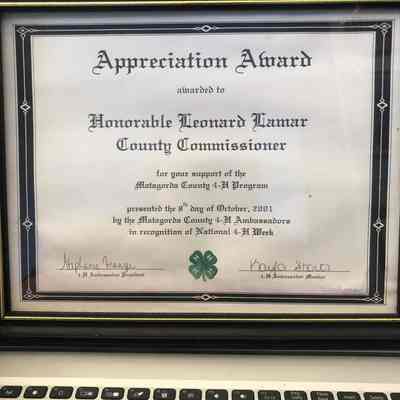 Appreciation Award
awarded to
Honorable Leonard Lamar
County Commissioner
for your support of the
Matagorda County 4-H Program
presented the 8th day of October, 2001
by the Matagorda County 4-H Ambassadors
in recognition of National 4-H Week
4-H Ambassador President
4-H Ambassador Member